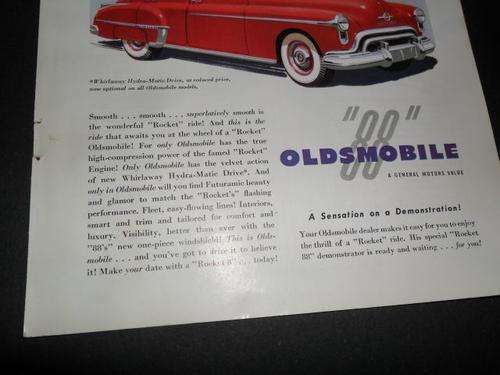 *Whirlaway Hydra-Matic Drive, at reduced price,
now optional on all Oldsmobile models.
Smooth . . . smooth . . . superlatively smooth is
the wonderful "Rocket" ride! And this is the
ride that awaits you at the wheel of a "Rocket"
Oldsmobile! For only Oldsmobile has the true
high-compression power of the famed "Rocket"
Engine! Only Oldsmobile has the velvet action
of new Whirlaway Hydra-Matic Drive*. And
only in Oldsmobile will you find Futuramic beauty
and glamor to match the "Rocket's" flashing
performance. Fleet, easy-flowing lines! Interiors,
smart and trim and tailored for comfort and
luxury. Visibility, better than ever with the
"88's" new one-piece windshield! This is Olds-
mobile . . . and you've got to drive it to believe
it! Make your date with a "Rocket 8" . . . today!
"88"
OLDSMOBILE
A GENERAL MOTORS VALUE
A Sensation on a Demonstration!
Your Oldsmobile dealer makes it easy for you to enjoy
the thrill of a "Rocket" ride. His special "Rocket
88" demonstrator is ready and waiting . . . for you!